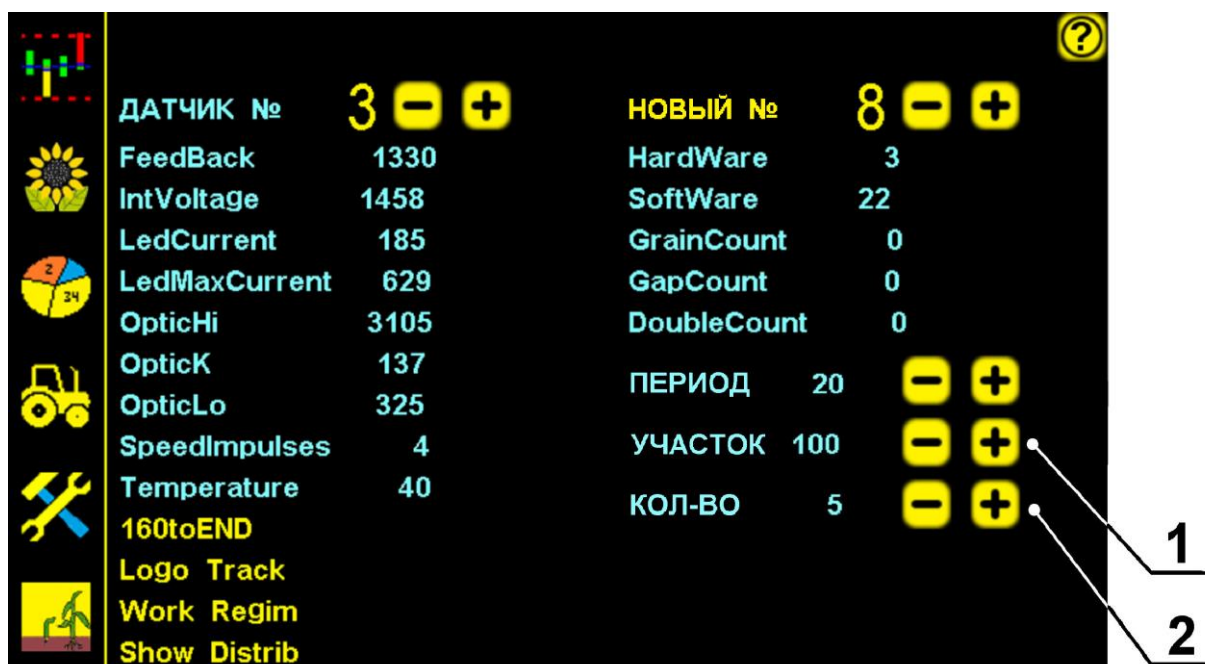 ?
ДАТЧИК № 3 - + НОВЫЙ № 8 - +
FeedBack 1330 HardWare 3
IntVoltage 1458 SoftWare 22
LedCurrent 185 GrainCount 0
2
34
LedMaxCurrent 629 GapCount 0
OpticHi 3105 DoubleCount 0
OpticK 137 ПЕРИОД 20 - +
OpticLo 325
SpeedImpulses 4 УЧАСТОК 100 - +
Temperature 40 КОЛ-ВО 5 - +
160toEND
Logo Track
Work Regim
Show Distrib
1
2